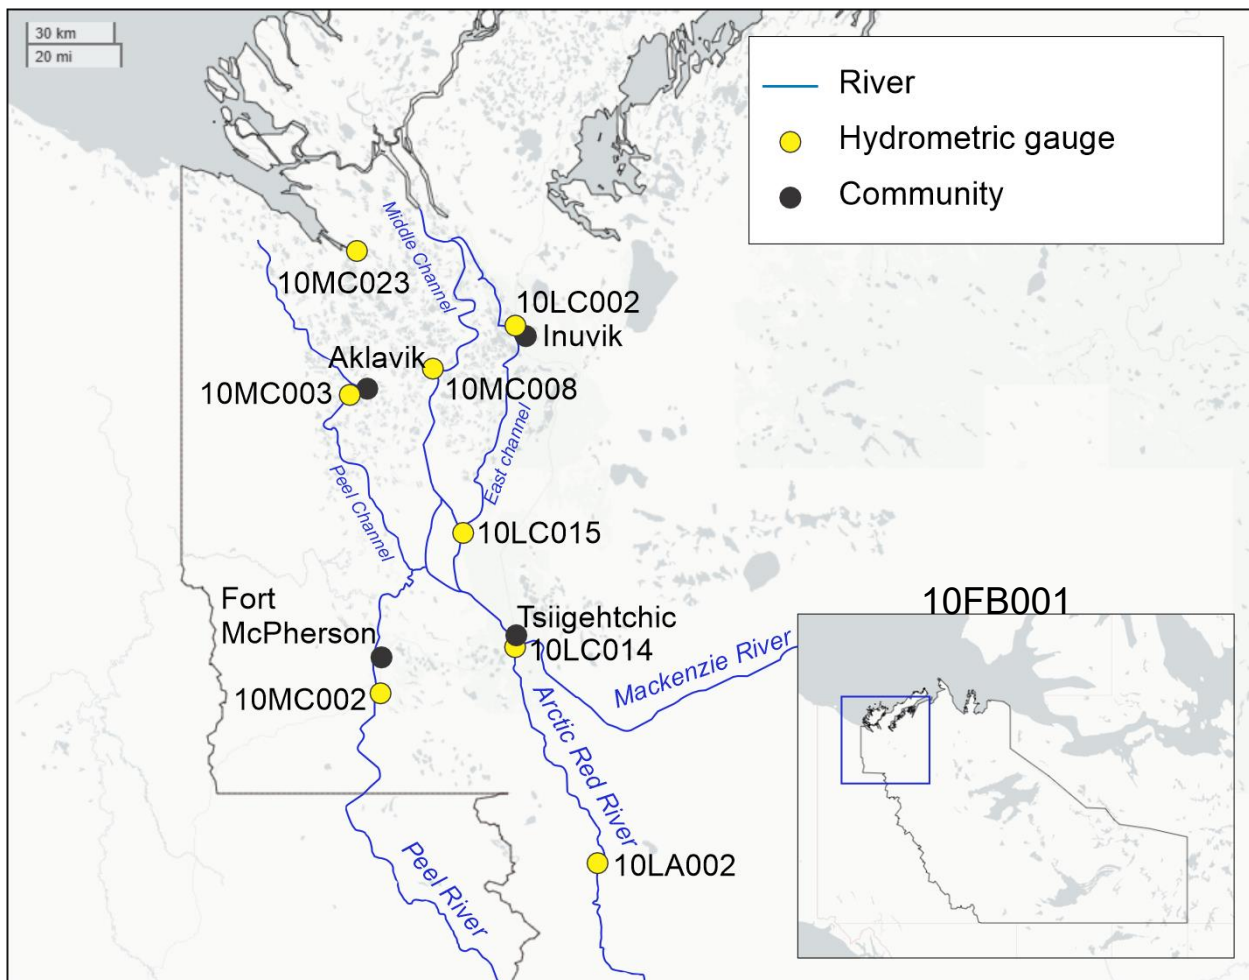 30 km
20 mi
River
Hydrometric gauge
Community
Middle Channel
10MC023
10LC002
Inuvik
Aklavik
10MC003
10MC008
East channel
Peel Channel
10LC015
Fort
McPherson
Tsiigehtchic
10LC014
10MC002
Mackenzie River
Arctic Red River
10FB001
10LA002
Peel River